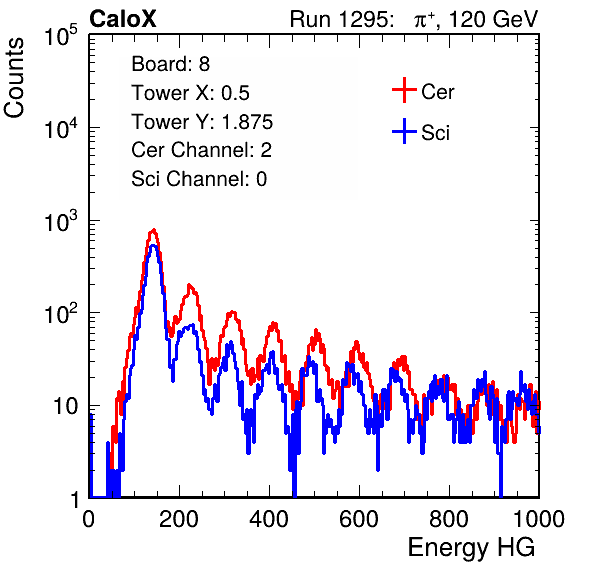 CaloX Run 1295: π⁺, 120 GeV
Counts
10⁵
10⁴
10³
10²
10
1
Board: 8
Tower X: 0.5
Tower Y: 1.875
Cer Channel: 2
Sci Channel: 0
Cer
Sci
0 200 400 600 800 1000
Energy HG